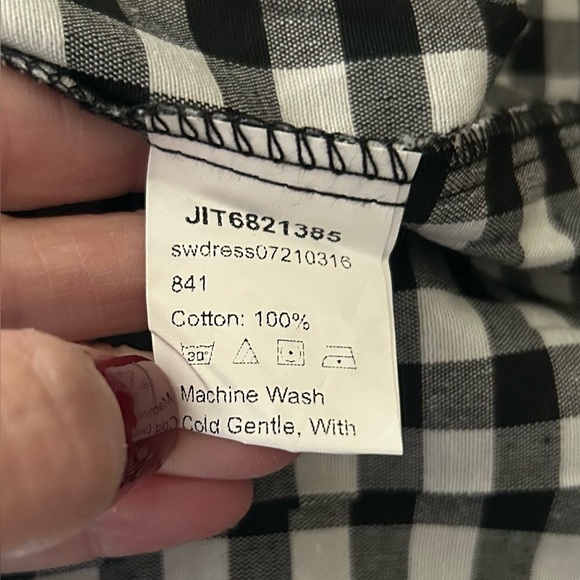 JIT6821385
swdress07210316
841
Cotton: 100%
30°
Machine Wash
Cold Gentle, With